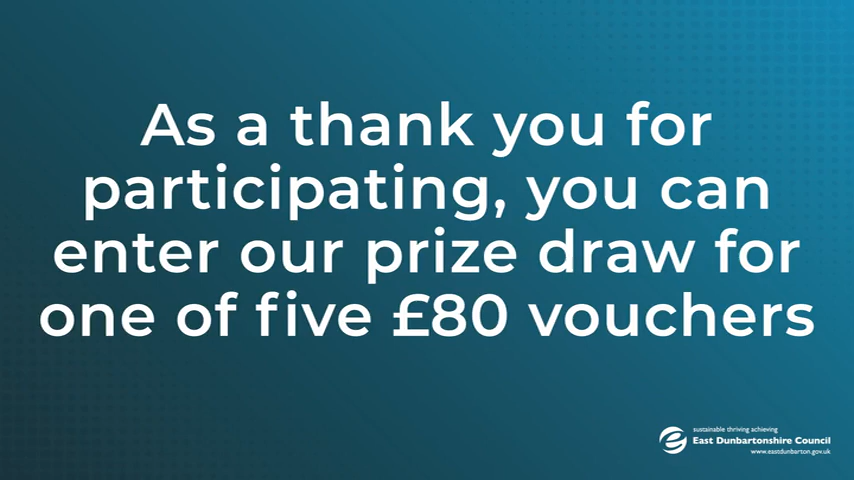 As a thank you for
participating, you can
enter our prize draw for
one of five £80 vouchers
sustainable thriving achieving
East Dunbartonshire Council
www.eastdunbarton.gov.uk